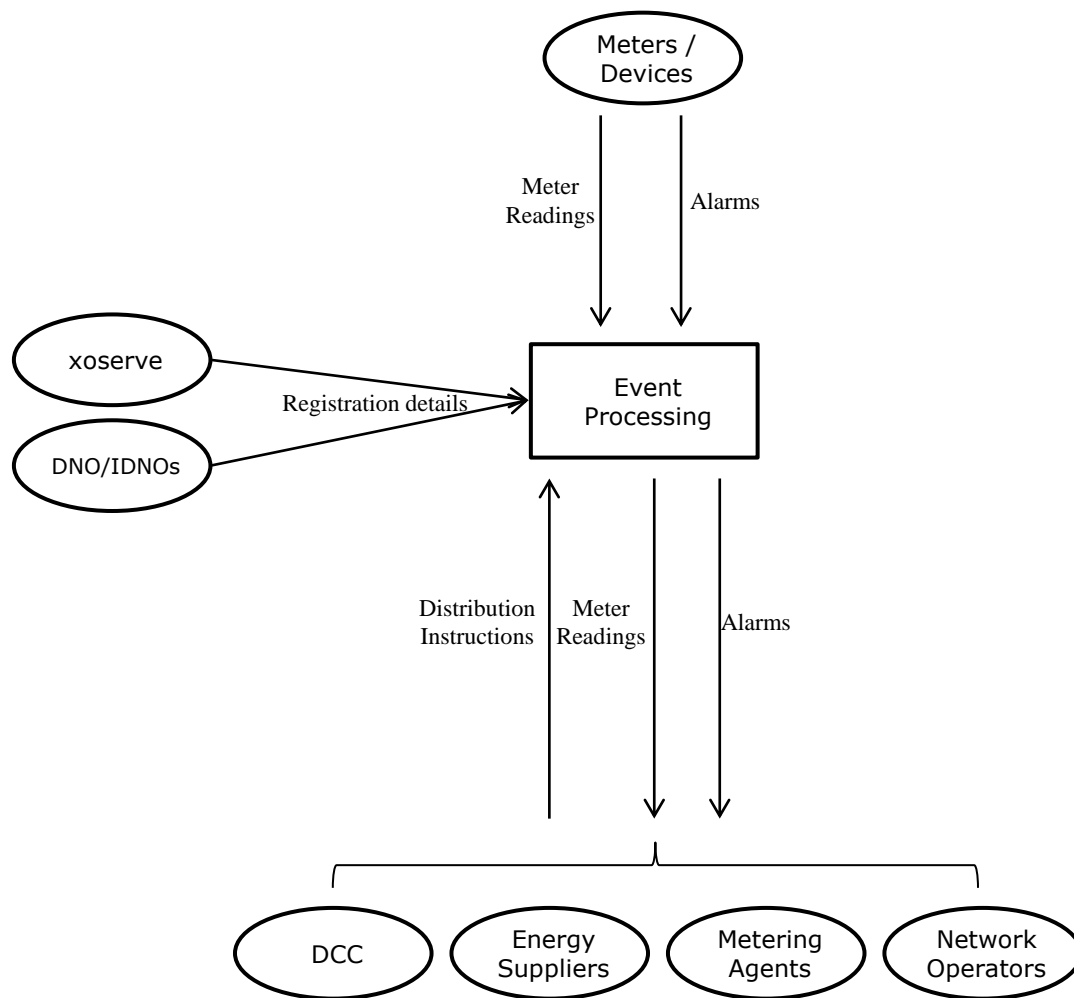 Meters /
Devices
Meter
Readings
Alarms
xoserve
Registration details
DNO/IDNOs
Event
Processing
Distribution
Instructions
Meter
Readings
Alarms
DCC
Energy
Suppliers
Metering
Agents
Network
Operators